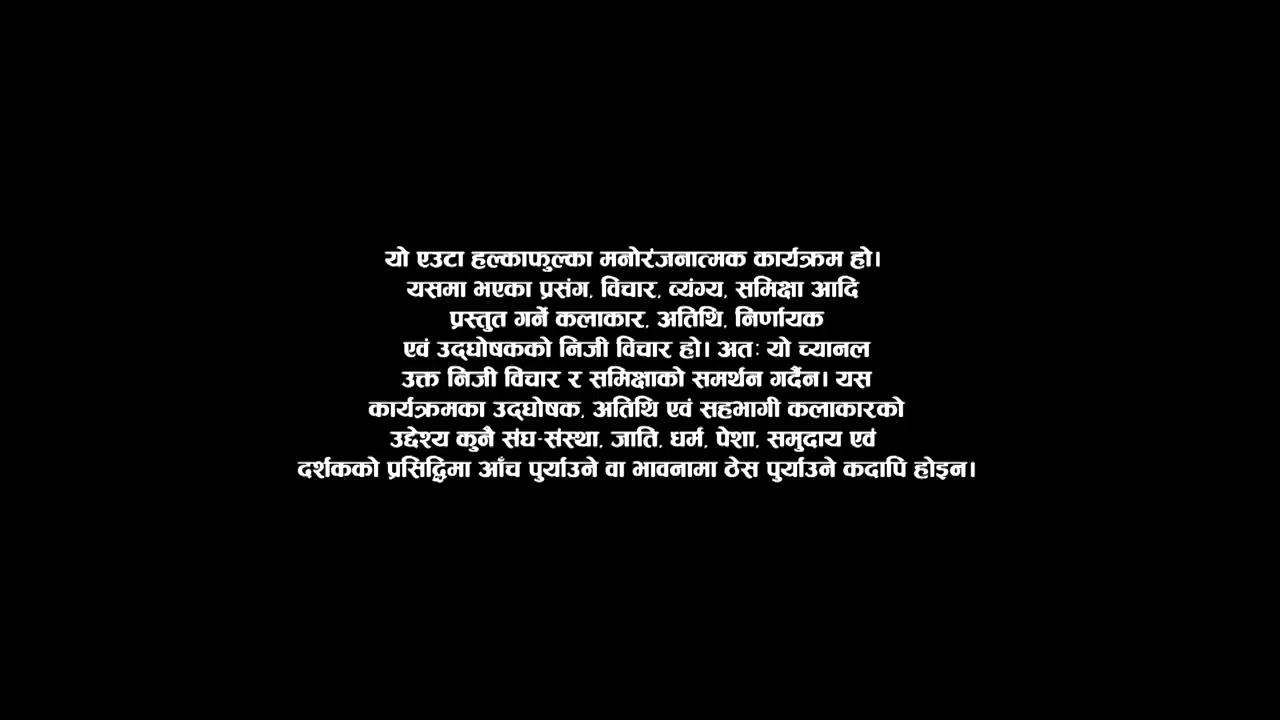 यो एउटा हल्काफुल्का मनोरंजनात्मक कार्यक्रम हो।
यसमा भएका प्रसंग, विचार, व्यंग्य, समिक्षा आदि
प्रस्तुत गर्ने कलाकार, अतिथि, निर्णायक
एवं उद्घोषकको निजी विचार हो। अतः यो च्यानल
उक्त निजी विचार र समिक्षाको समर्थन गर्दैन। यस
कार्यक्रमका उद्घोषक, अतिथि एवं सहभागी कलाकारको
उद्देश्य कुनै संघ-संस्था, जाति, धर्म, पेशा, समुदाय एवं
दर्शकको प्रसिद्धिमा आँच पुर्याउने वा भावनामा ठेस पुर्याउने कदापि होइन।